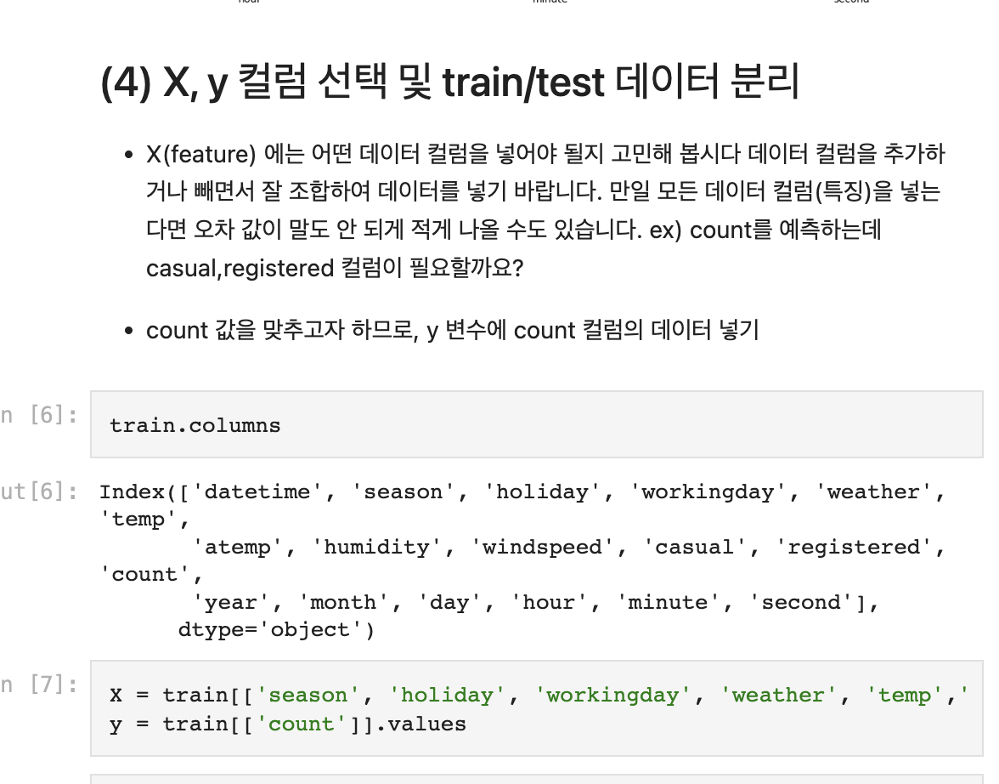 hour minute second
(4) X, y 컬럼 선택 및 train/test 데이터 분리
• X(feature) 에는 어떤 데이터 컬럼을 넣어야 될지 고민해 봅시다 데이터 컬럼을 추가하
거나 빼면서 잘 조합하여 데이터를 넣기 바랍니다. 만일 모든 데이터 컬럼(특징)을 넣는
다면 오차 값이 말도 안 되게 적게 나올 수도 있습니다. ex) count를 예측하는데
casual,registered 컬럼이 필요할까요?
• count 값을 맞추고자 하므로, y 변수에 count 컬럼의 데이터 넣기
n [6]:
train.columns
ut[6]:
Index(['datetime', 'season', 'holiday', 'workingday', 'weather',
'temp',
'atemp', 'humidity', 'windspeed', 'casual', 'registered',
'count',
'year', 'month', 'day', 'hour', 'minute', 'second'],
dtype='object')
n [7]:
X = train[['season', 'holiday', 'workingday', 'weather', 'temp','
y = train[['count']].values